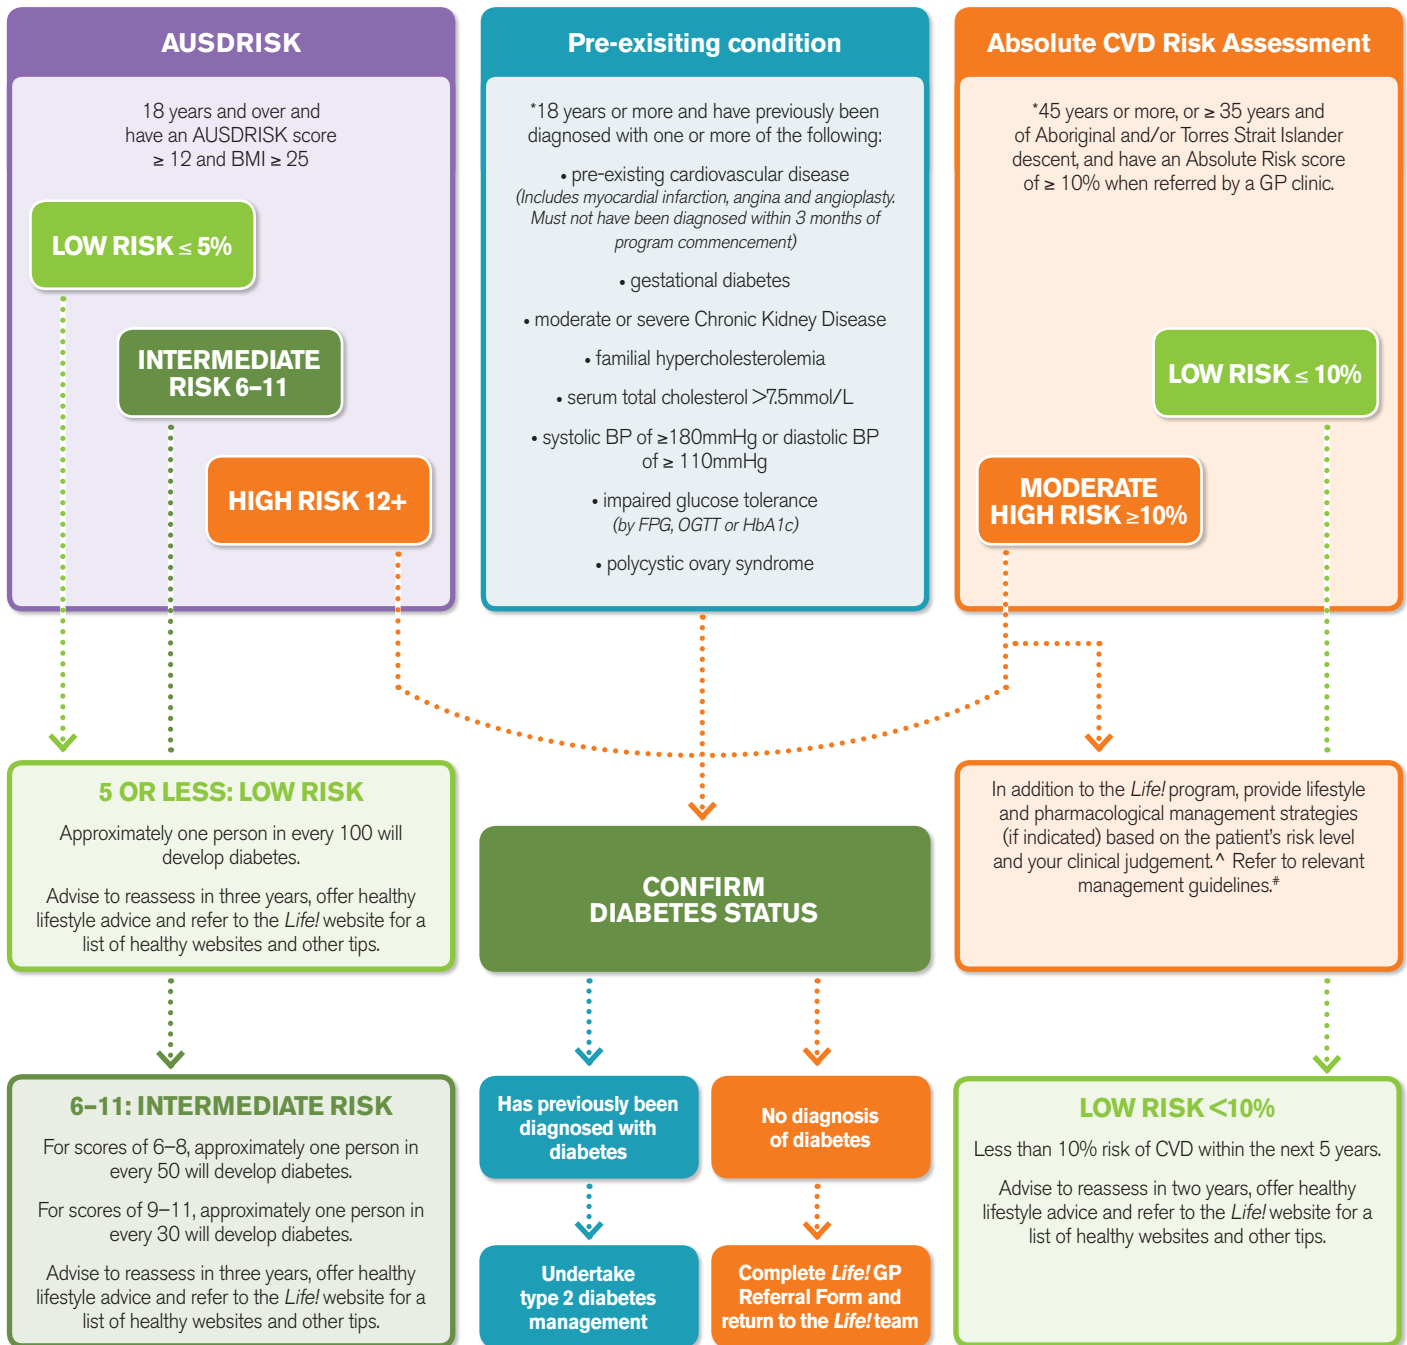 AUSDRISK
18 years and over and
have an AUSDRISK score
≥ 12 and BMI ≥ 25
LOW RISK ≤ 5%
INTERMEDIATE
RISK 6–11
HIGH RISK 12+
Pre-exisiting condition
*18 years or more and have previously been
diagnosed with one or more of the following:
• pre-existing cardiovascular disease
(Includes myocardial infarction, angina and angioplasty.
Must not have been diagnosed within 3 months of
program commencement)
• gestational diabetes
• moderate or severe Chronic Kidney Disease
• familial hypercholesterolemia
• serum total cholesterol >7.5mmol/L
• systolic BP of ≥180mmHg or diastolic BP
of ≥ 110mmHg
• impaired glucose tolerance
(by FPG, OGTT or HbA1c)
• polycystic ovary syndrome
Absolute CVD Risk Assessment
*45 years or more, or ≥ 35 years and
of Aboriginal and/or Torres Strait Islander
descent, and have an Absolute Risk score
of ≥ 10% when referred by a GP clinic.
LOW RISK ≤ 10%
MODERATE
HIGH RISK ≥10%
5 OR LESS: LOW RISK
Approximately one person in every 100 will
develop diabetes.
Advise to reassess in three years, offer healthy
lifestyle advice and refer to the Life! website for a
list of healthy websites and other tips.
CONFIRM
DIABETES STATUS
In addition to the Life! program, provide lifestyle
and pharmacological management strategies
(if indicated) based on the patient's risk level
and your clinical judgement.^ Refer to relevant
management guidelines.#
6–11: INTERMEDIATE RISK
For scores of 6–8, approximately one person in
every 50 will develop diabetes.
For scores of 9–11, approximately one person in
every 30 will develop diabetes.
Advise to reassess in three years, offer healthy
lifestyle advice and refer to the Life! website for a
list of healthy websites and other tips.
Has previously been
diagnosed with
diabetes
No diagnosis
of diabetes
Undertake
type 2 diabetes
management
Complete Life! GP
Referral Form and
return to the Life! team
LOW RISK <10%
Less than 10% risk of CVD within the next 5 years.
Advise to reassess in two years, offer healthy
lifestyle advice and refer to the Life! website for a
list of healthy websites and other tips.